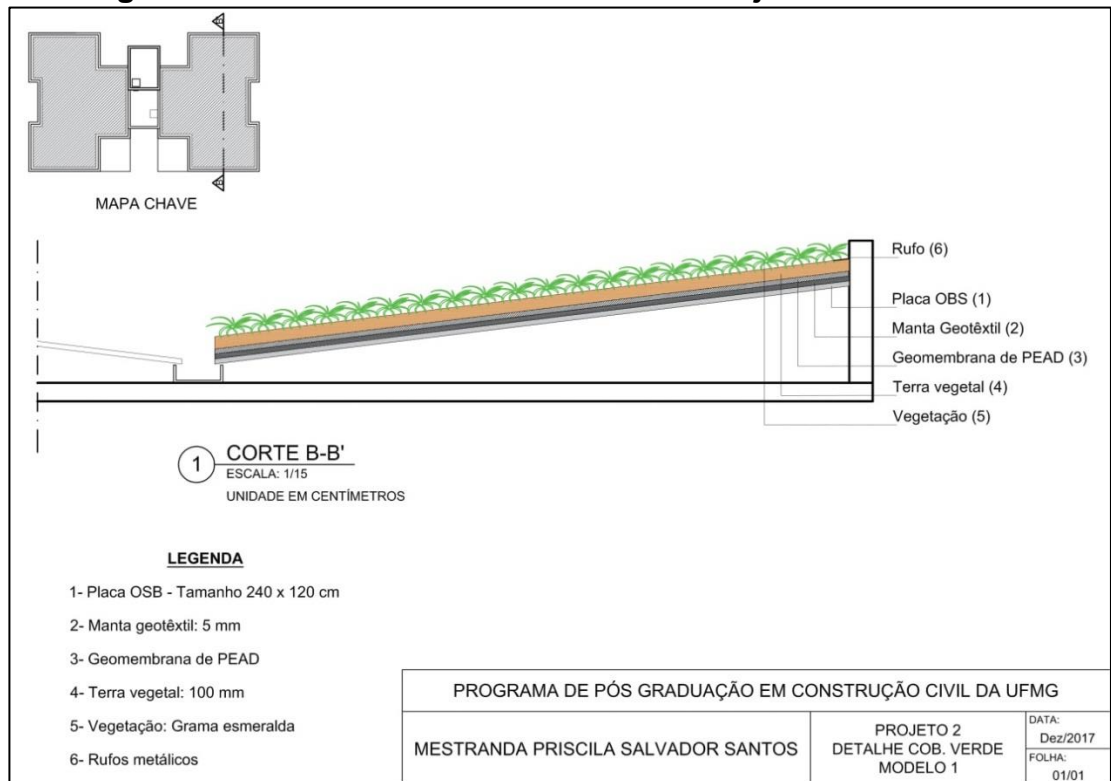 MAPA CHAVE
Rufo (6)
Placa OBS (1)
Manta Geotêxtil (2)
Geomembrana de PEAD (3)
Terra vegetal (4)
Vegetação (5)
1
CORTE B-B'
ESCALA: 1/15
UNIDADE EM CENTÍMETROS
LEGENDA
1- Placa OSB - Tamanho 240 x 120 cm
2- Manta geotêxtil: 5 mm
3- Geomembrana de PEAD
4- Terra vegetal: 100 mm
5- Vegetação: Grama esmeralda
6- Rufos metálicos
PROGRAMA DE PÓS GRADUAÇÃO EM CONSTRUÇÃO CIVIL DA UFMG
MESTRANDA PRISCILA SALVADOR SANTOS
PROJETO 2
DETALHE COB. VERDE
MODELO 1
DATA:
Dez/2017
FOLHA:
01/01